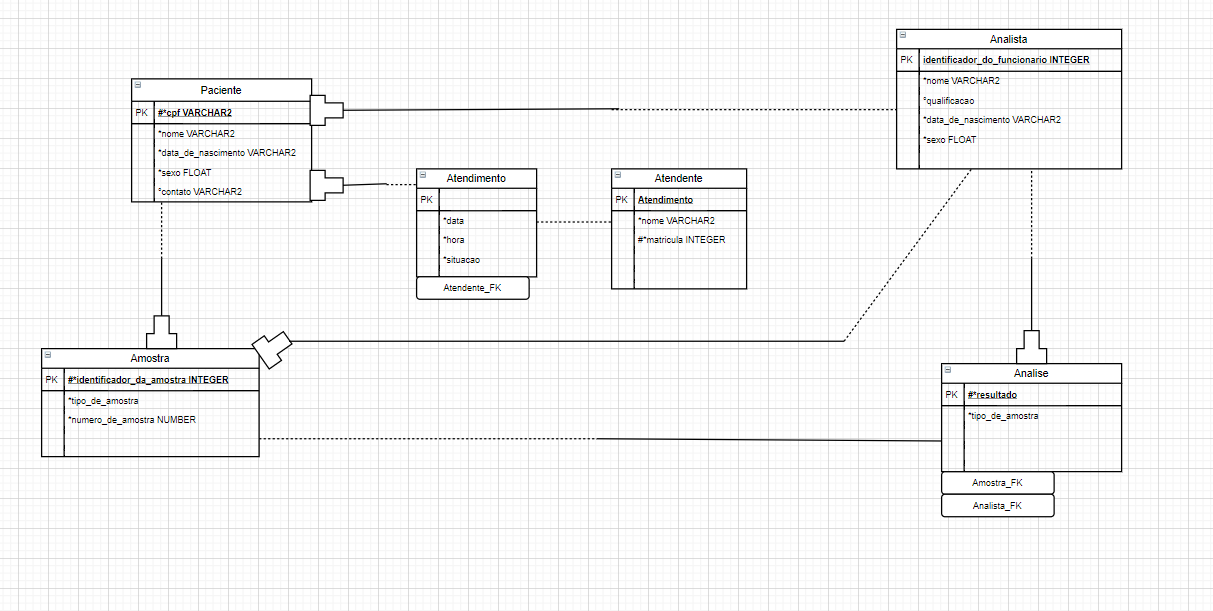 Analista
PK identificador_do_funcionario INTEGER
*nome VARCHAR2
°qualificacao
*data_de_nascimento VARCHAR2
*sexo FLOAT
Paciente
PK #*cpf VARCHAR2
*nome VARCHAR2
*data_de_nascimento VARCHAR2
*sexo FLOAT
°contato VARCHAR2
Atendimento
PK
*data
*hora
*situacao
Atendente_FK
Atendente
PK Atendimento
*nome VARCHAR2
#*matricula INTEGER
Amostra
PK #*identificador_da_amostra INTEGER
*tipo_de_amostra
*numero_de_amostra NUMBER
Analise
PK #*resultado
*tipo_de_amostra
Amostra_FK
Analista_FK